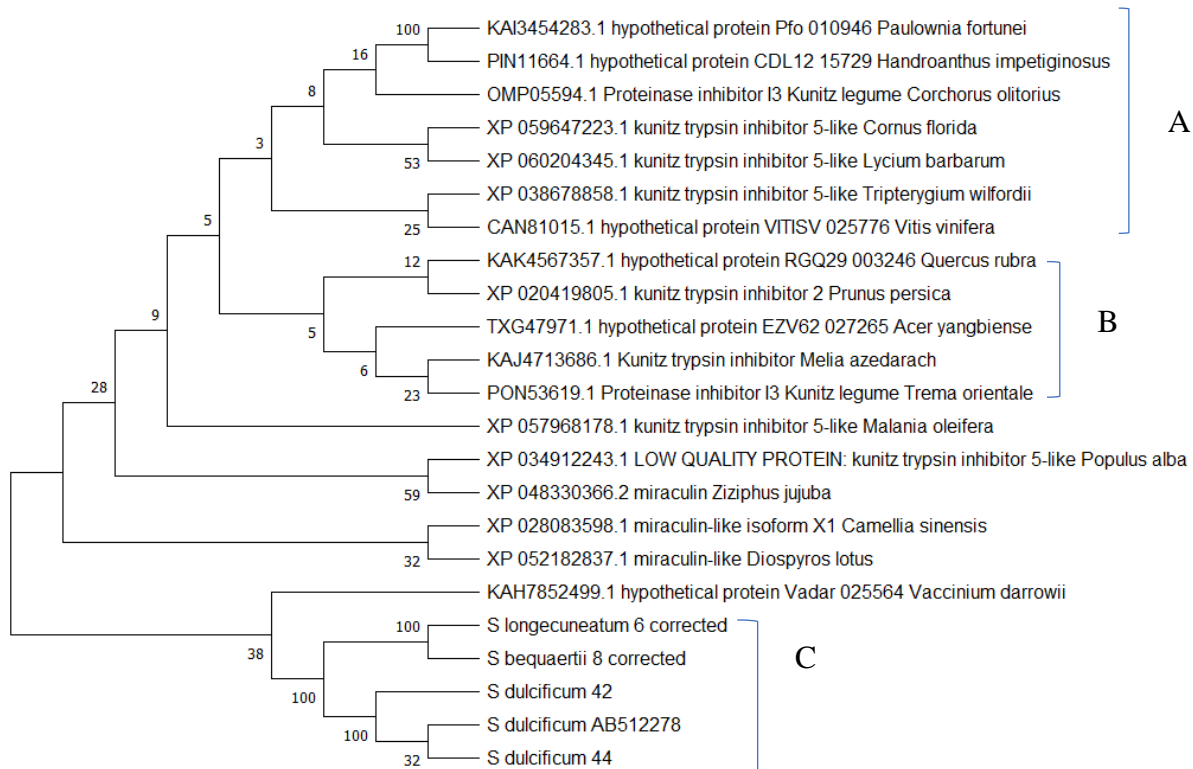 100
KAI3454283.1 hypothetical protein Pfo 010946 Paulownia fortunei
16
PIN11664.1 hypothetical protein CDL12 15729 Handroanthus impetiginosus
8
OMP05594.1 Proteinase inhibitor I3 Kunitz legume Corchorus olitorius
A
XP 059647223.1 kunitz trypsin inhibitor 5-like Cornus florida
3
53
XP 060204345.1 kunitz trypsin inhibitor 5-like Lycium barbarum
XP 038678858.1 kunitz trypsin inhibitor 5-like Tripterygium wilfordii
5
25
CAN81015.1 hypothetical protein VITISV 025776 Vitis vinifera
12
KAK4567357.1 hypothetical protein RGQ29 003246 Quercus rubra
XP 020419805.1 kunitz trypsin inhibitor 2 Prunus persica
9
5
TXG47971.1 hypothetical protein EZV62 027265 Acer yangbiense
B
6
KAJ4713686.1 Kunitz trypsin inhibitor Melia azedarach
28
23
PON53619.1 Proteinase inhibitor I3 Kunitz legume Trema orientale
XP 057968178.1 kunitz trypsin inhibitor 5-like Malania oleifera
XP 034912243.1 LOW QUALITY PROTEIN: kunitz trypsin inhibitor 5-like Populus alba
59
XP 048330366.2 miraculin Ziziphus jujuba
XP 028083598.1 miraculin-like isoform X1 Camellia sinensis
32
XP 052182837.1 miraculin-like Diospyros lotus
KAH7852499.1 hypothetical protein Vadar 025564 Vaccinium darrowii
100
S longecuneatum 6 corrected
38
S bequaertii 8 corrected
C
100
S dulcificum 42
100
S dulcificum AB512278
32
S dulcificum 44